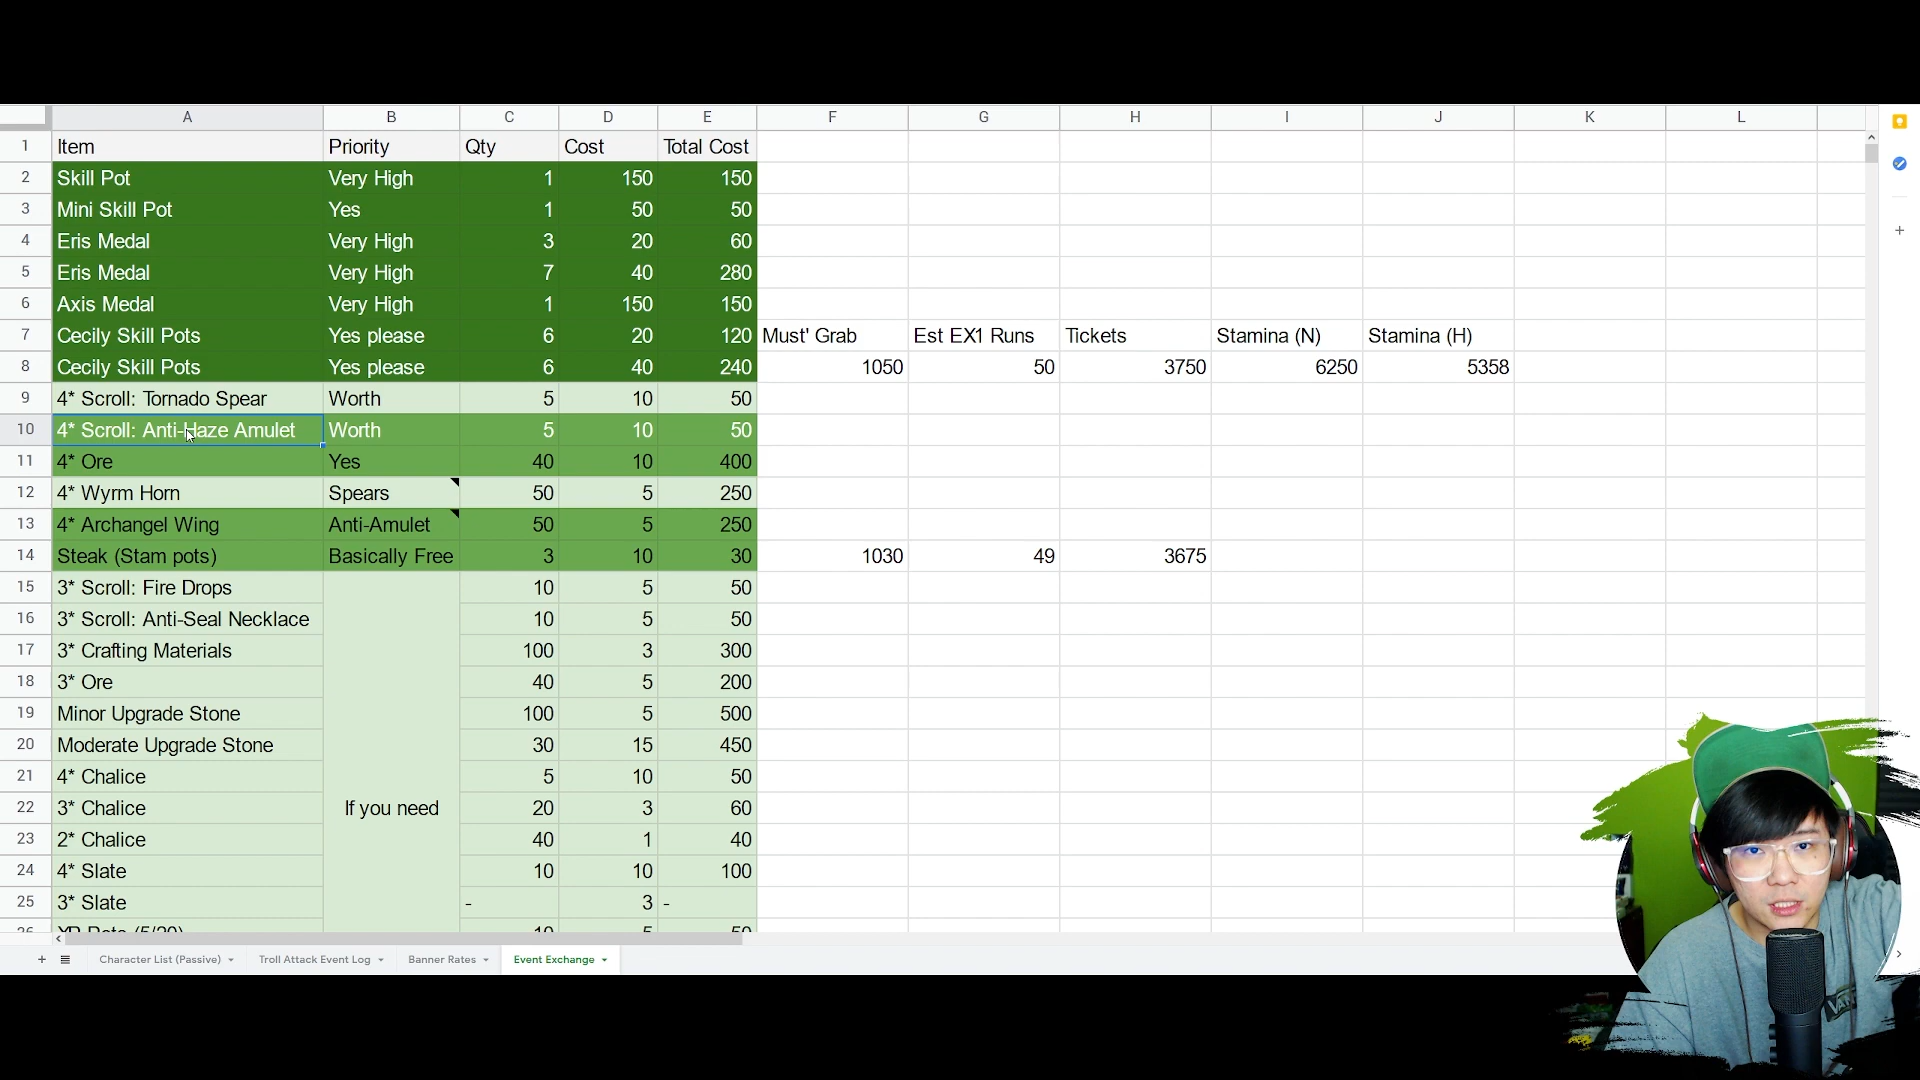 A B C D E F G H I J K L
1 Item Priority Qty Cost Total Cost
2 Skill Pot Very High 1 150 150
3 Mini Skill Pot Yes 1 50 50
4 Eris Medal Very High 3 20 60
5 Eris Medal Very High 7 40 280
6 Axis Medal Very High 1 150 150
7 Cecily Skill Pots Yes please 6 20 120 Must' Grab Est EX1 Runs Tickets Stamina (N) Stamina (H)
8 Cecily Skill Pots Yes please 6 40 240 1050 50 3750 6250 5358
9 4* Scroll: Tornado Spear Worth 5 10 50
10 4* Scroll: Anti-Haze Amulet Worth 5 10 50
11 4* Ore Yes 40 10 400
12 4* Wyrm Horn Spears 50 5 250
13 4* Archangel Wing Anti-Amulet 50 5 250
14 Steak (Stam pots) Basically Free 3 10 30 1030 49 3675
15 3* Scroll: Fire Drops 10 5 50
16 3* Scroll: Anti-Seal Necklace 10 5 50
17 3* Crafting Materials 100 3 300
18 3* Ore 40 5 200
19 Minor Upgrade Stone 100 5 500
20 Moderate Upgrade Stone 30 15 450
21 4* Chalice 5 10 50
22 3* Chalice If you need 20 3 60
23 2* Chalice 40 1 40
24 4* Slate 10 10 100
25 3* Slate - 3 -
Character List (Passive) Troll Attack Event Log Banner Rates Event Exchange